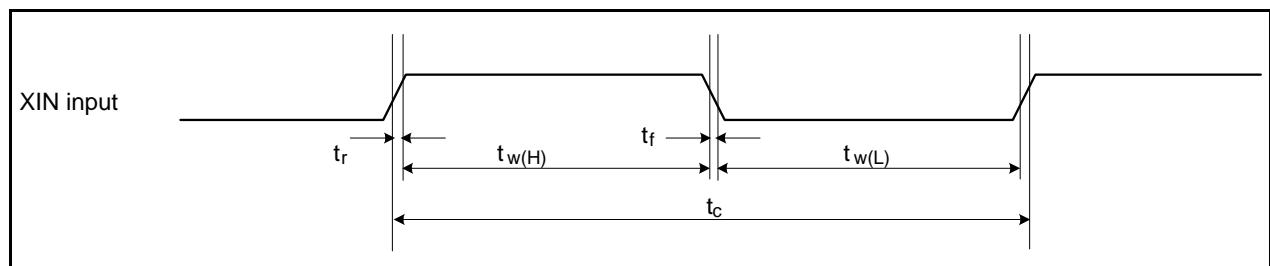 XIN input
tr
tw(H)
tf
tw(L)
tc